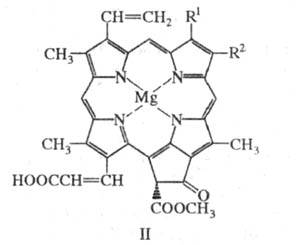 CH=CH₂ R¹
CH₃ R²
N N
Mg
N N
CH₃ CH₃
HOOCCH=CH O
COOCH₃
II